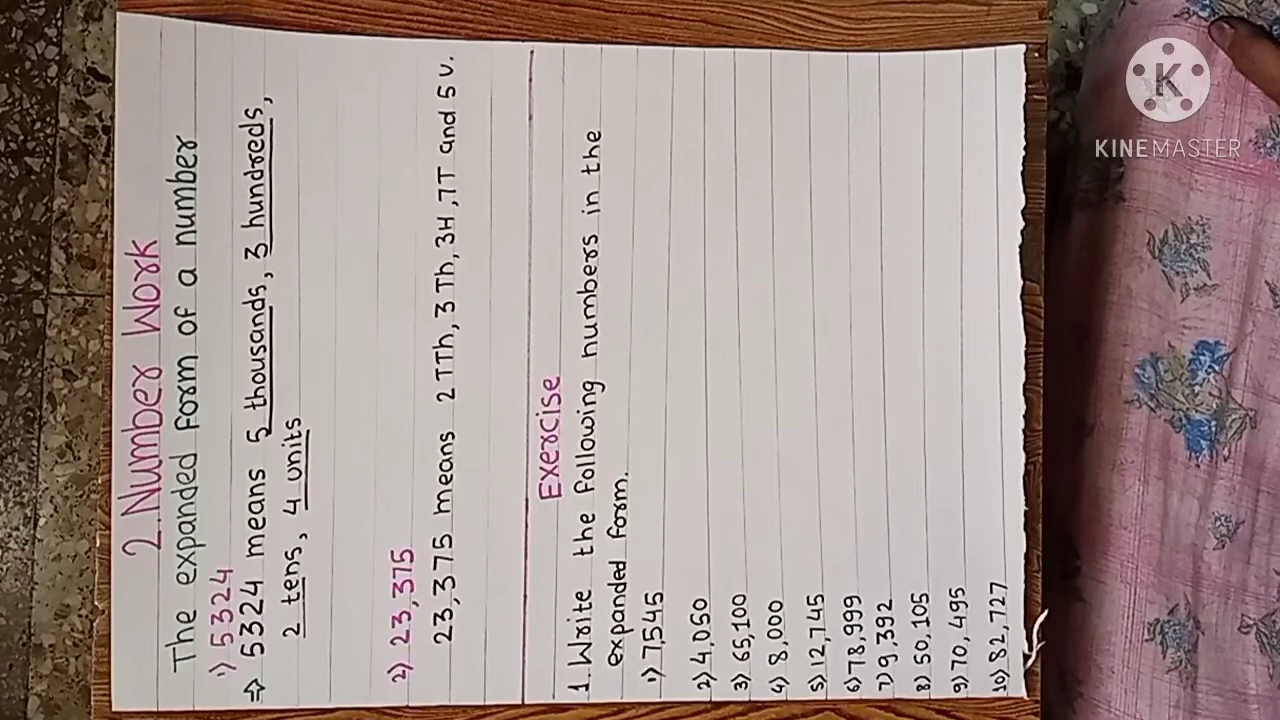 2. Number Work
The expanded form of a number
1) 5324
⇒ 5324 means 5 thousands, 3 hundreds,
2 tens, 4 units
2) 23,375
23,375 means 2 TTh, 3 Th, 3H, 7T and 5 U.
Exercise
1. Write the following numbers in the
expanded form.
1) 7,545
2) 4,050
3) 65,100
4) 8,000
5) 12,745
6) 78,999
7) 9,392
8) 50,105
9) 70,495
10) 82,727
K
KINEMASTER